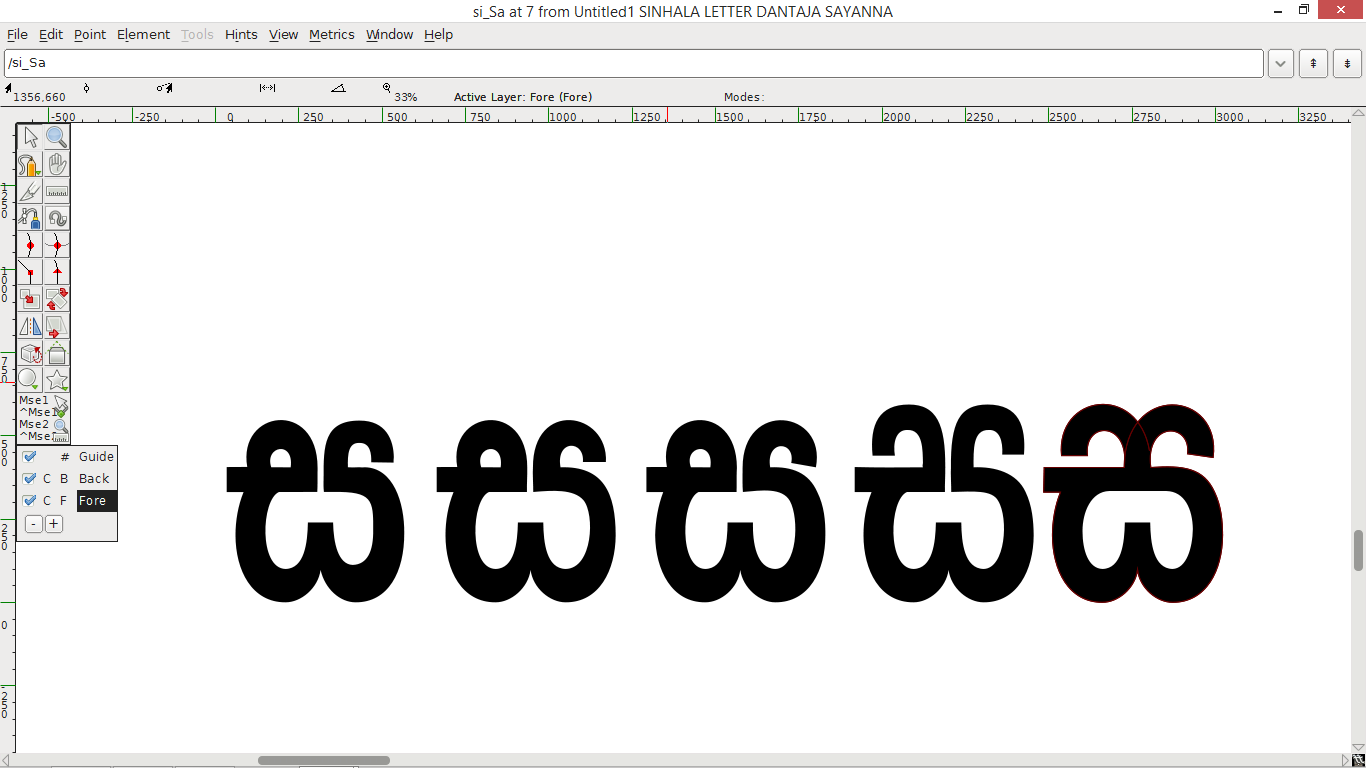 si_Sa at 7 from Untitled1 SINHALA LETTER DANTAJA SAYANNA
File Edit Point Element Tools Hints View Metrics Window Help
/si_Sa
1356,660 33% Active Layer: Fore (Fore) Modes:
-500 -250 0 250 500 750 1000 1250 1500 1750 2000 2250 2500 2750 3000 3250
1250
1000
750
500
250
0
-250
Mse1
^Mse1
Mse2
# Guide
C B Back
C F Fore
- +
ස ස ස ස ස